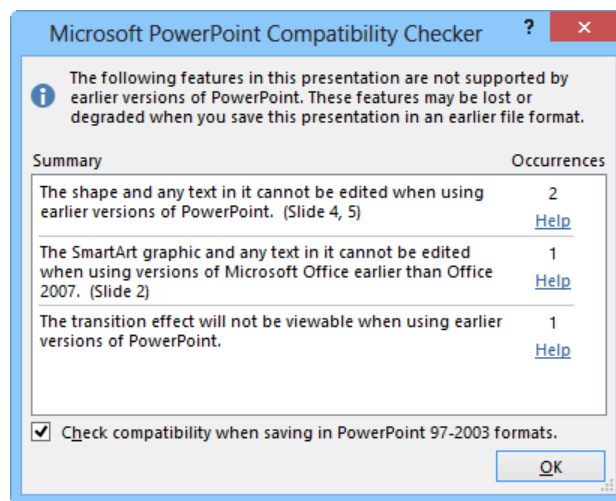 Microsoft PowerPoint Compatibility Checker ? ×
The following features in this presentation are not supported by
earlier versions of PowerPoint. These features may be lost or
degraded when you save this presentation in an earlier file format.
Summary Occurrences
The shape and any text in it cannot be edited when using 2
earlier versions of PowerPoint. (Slide 4, 5) Help
The SmartArt graphic and any text in it cannot be edited 1
when using versions of Microsoft Office earlier than Office
2007. (Slide 2) Help
The transition effect will not be viewable when using earlier 1
versions of PowerPoint. Help
Check compatibility when saving in PowerPoint 97-2003 formats.
OK